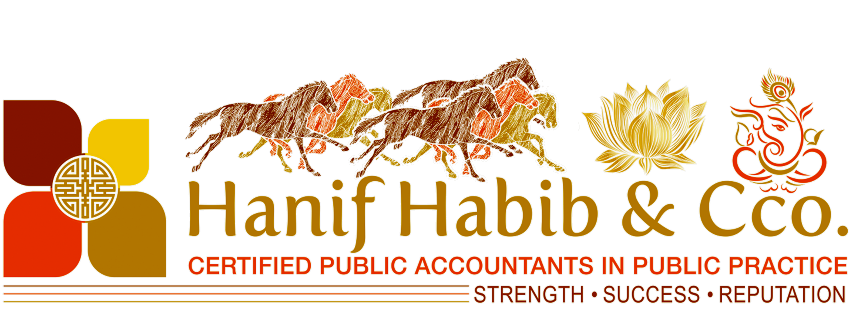 Hanif Habib & Cco.
CERTIFIED PUBLIC ACCOUNTANTS IN PUBLIC PRACTICE
STRENGTH • SUCCESS • REPUTATION